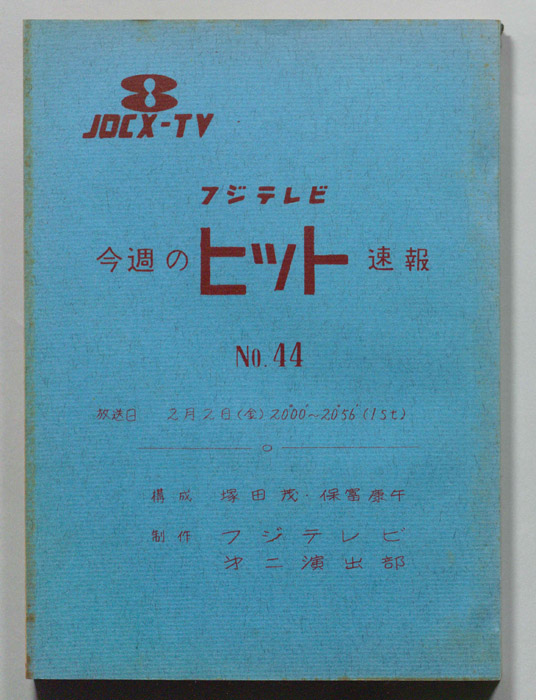 JOCX-TV
フジテレビ
今週のヒット速報
No. 44
放送日 2月2日(金) 20°00'~20°56'(1St)
構成 塚田茂・保富康午
制作 フジテレビ
第二演出部